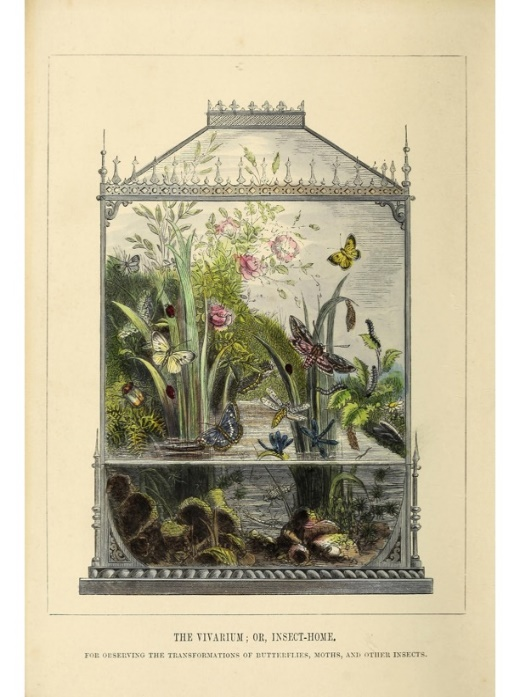 THE VIVARIUM; OR, INSECT-HOME.
FOR OBSERVING THE TRANSFORMATIONS OF BUTTERFLIES, MOTHS, AND OTHER INSECTS.